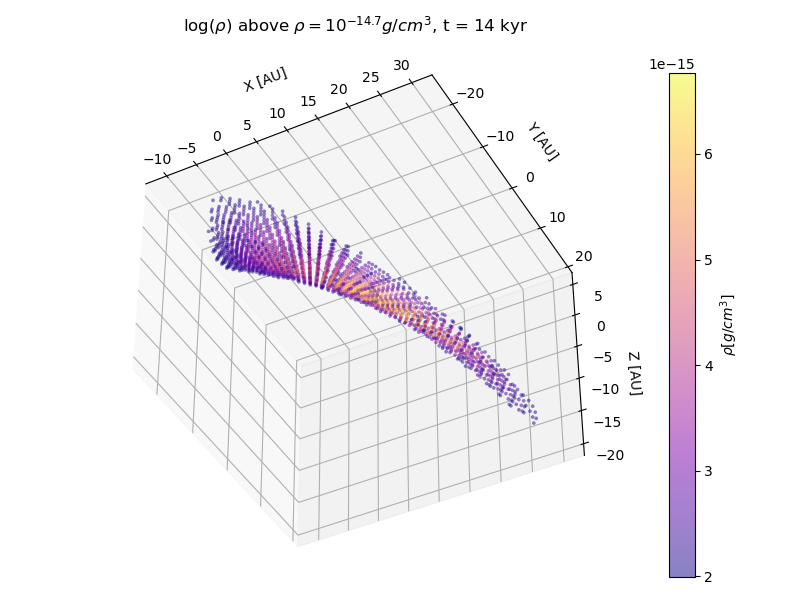 log(ρ) above ρ = 10^{-14.7} g/cm^3, t = 14 kyr
X [AU]
−10 −5 0 5 10 15 20 25 30
Y [AU]
−20
−10
0
10
20
Z [AU]
5
0
−5
−10
−15
−20
1e−15
6
5
4
3
2
ρ[g/cm^3]